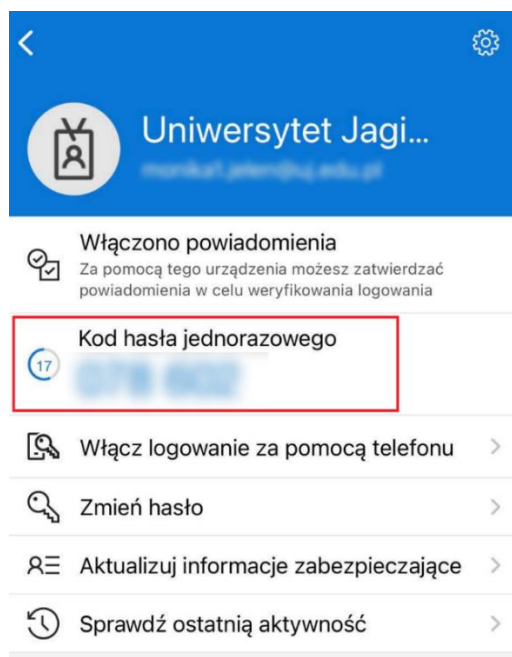 Uniwersytet Jagi...
Włączono powiadomienia
Za pomocą tego urządzenia możesz zatwierdzać
powiadomienia w celu weryfikowania logowania
Kod hasła jednorazowego
17
Włącz logowanie za pomocą telefonu
Zmień hasło
Aktualizuj informacje zabezpieczające
Sprawdź ostatnią aktywność